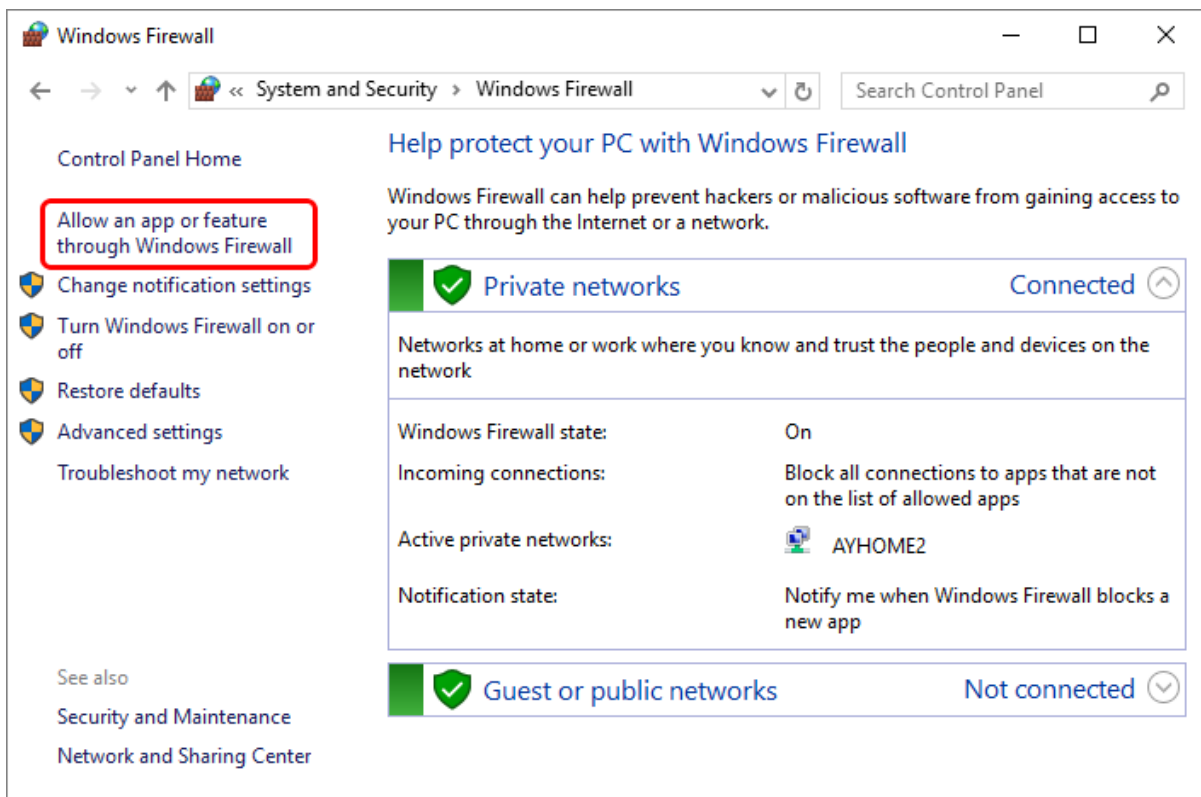 Windows Firewall
« System and Security › Windows Firewall
Search Control Panel
Control Panel Home
Allow an app or feature
through Windows Firewall
Change notification settings
Turn Windows Firewall on or
off
Restore defaults
Advanced settings
Troubleshoot my network
See also
Security and Maintenance
Network and Sharing Center
Help protect your PC with Windows Firewall
Windows Firewall can help prevent hackers or malicious software from gaining access to
your PC through the Internet or a network.
Private networks Connected
Networks at home or work where you know and trust the people and devices on the
network
Windows Firewall state: On
Incoming connections: Block all connections to apps that are not
on the list of allowed apps
Active private networks: AYHOME2
Notification state: Notify me when Windows Firewall blocks a
new app
Guest or public networks Not connected